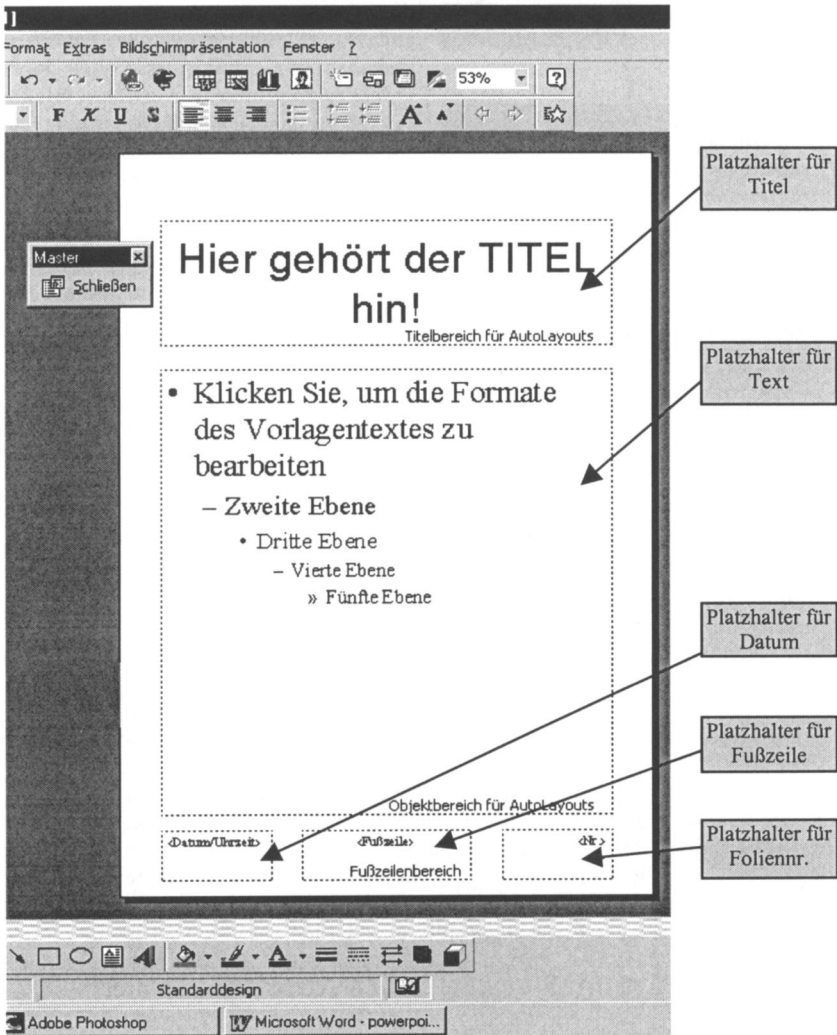 Format Extras Bildschirmpräsentation Fenster ?
53%
F K U S
A A
Platzhalter für
Titel
Master
Schließen
Hier gehört der TITEL
hin!
Titelbereich für AutoLayouts
Platzhalter für
Text
• Klicken Sie, um die Formate
des Vorlagentextes zu
bearbeiten
– Zweite Ebene
• Dritte Ebene
– Vierte Ebene
» Fünfte Ebene
Platzhalter für
Datum
Platzhalter für
Fußzeile
Objektbereich für AutoLayouts
<Datum/Uhrzeit> <Fußzeile> <Nr.>
Fußzeilenbereich
Platzhalter für
Foliennr.
Standarddesign
Adobe Photoshop Microsoft Word - powerpoi...